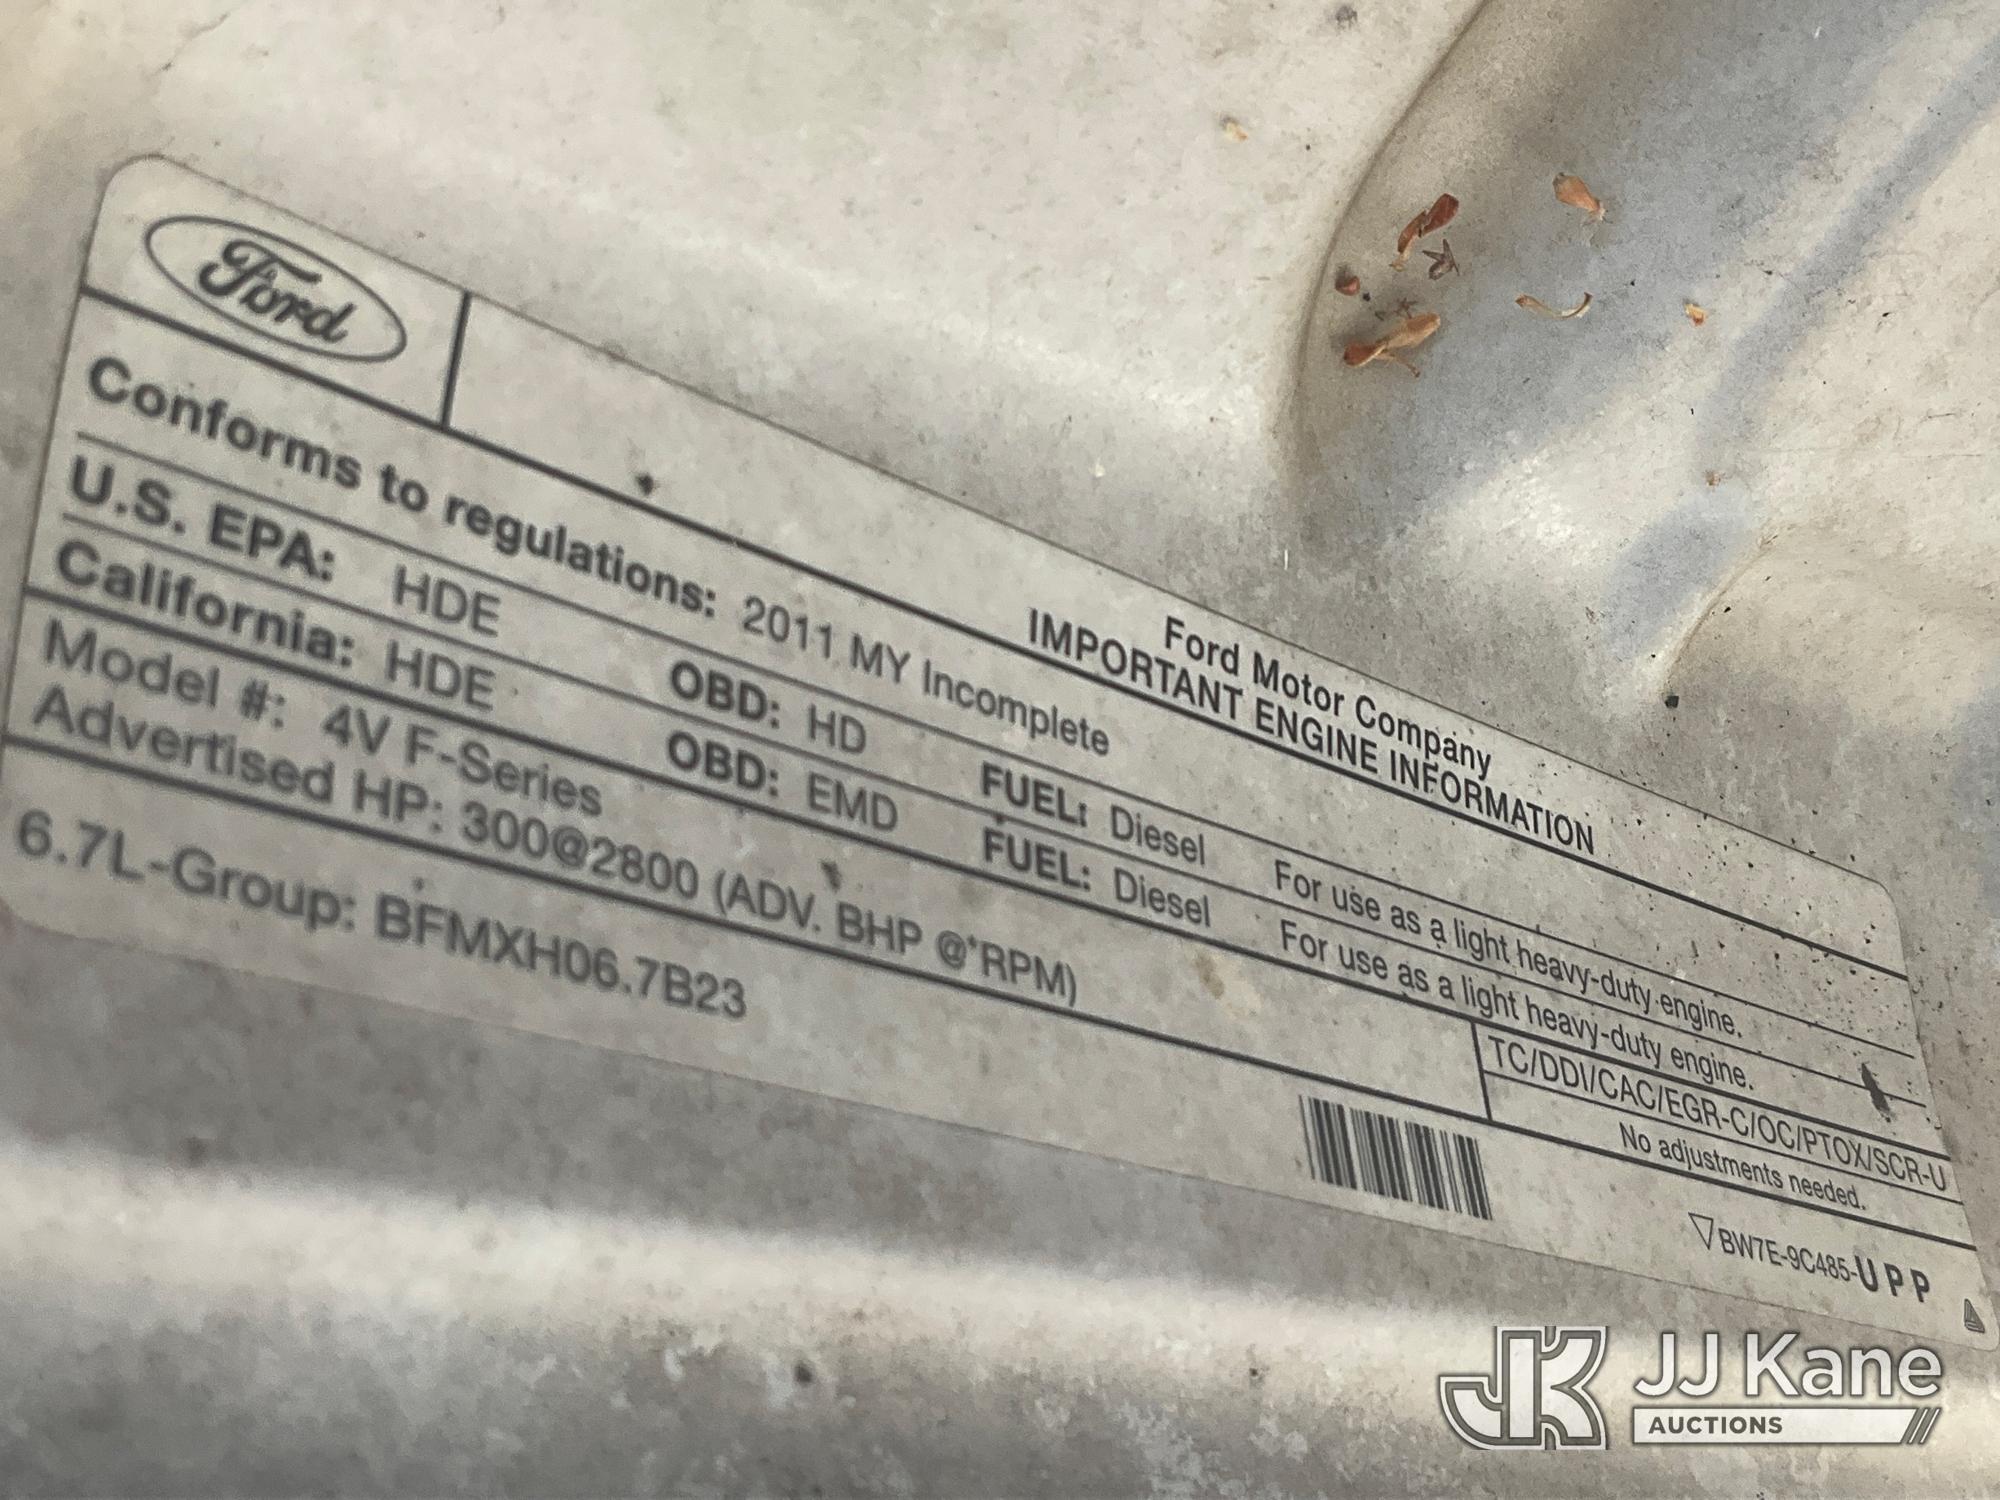 Ford
Ford Motor Company
IMPORTANT ENGINE INFORMATION
Conforms to regulations: 2011 MY Incomplete
U.S. EPA: HDE OBD: HD FUEL: Diesel For use as a light heavy-duty engine.
California: HDE OBD: EMD FUEL: Diesel For use as a light heavy-duty engine.
Model #: 4V F-Series TC/DDI/CAC/EGR-C/OC/PTOX/SCR-U
Advertised HP: 300@2800 (ADV. BHP @*RPM) No adjustments needed.
6.7L-Group: BFMXH06.7B23
▽BW7E-9C485-UPP
JK JJ Kane
AUCTIONS